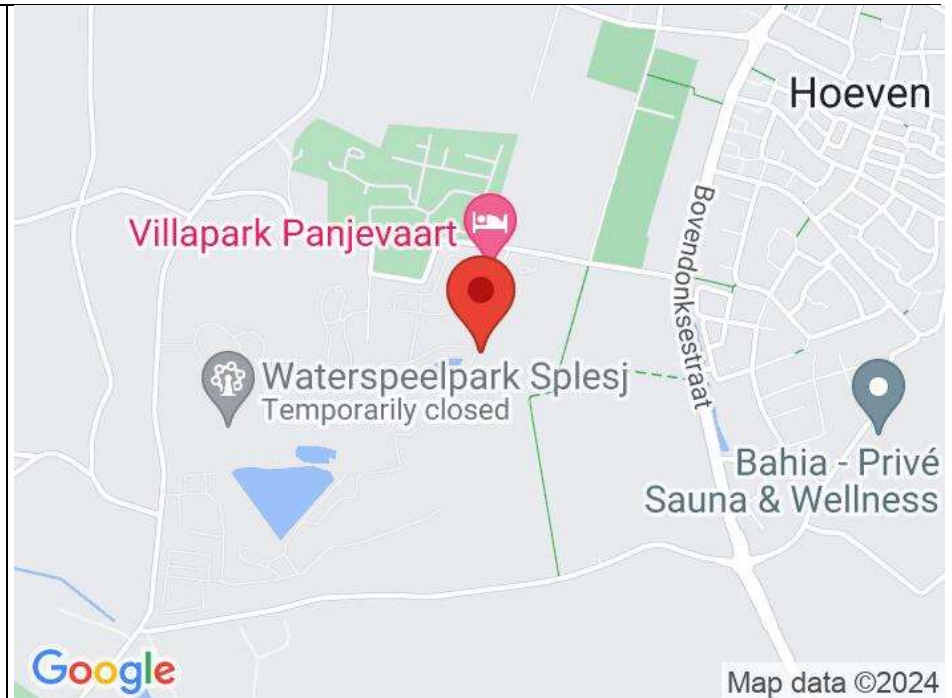 Hoeven
Villapark Panjevaart
Bovendonksestraat
Waterspeelpark Splesj
Temporarily closed
Bahia - Privé
Sauna & Wellness
Google
Map data ©2024